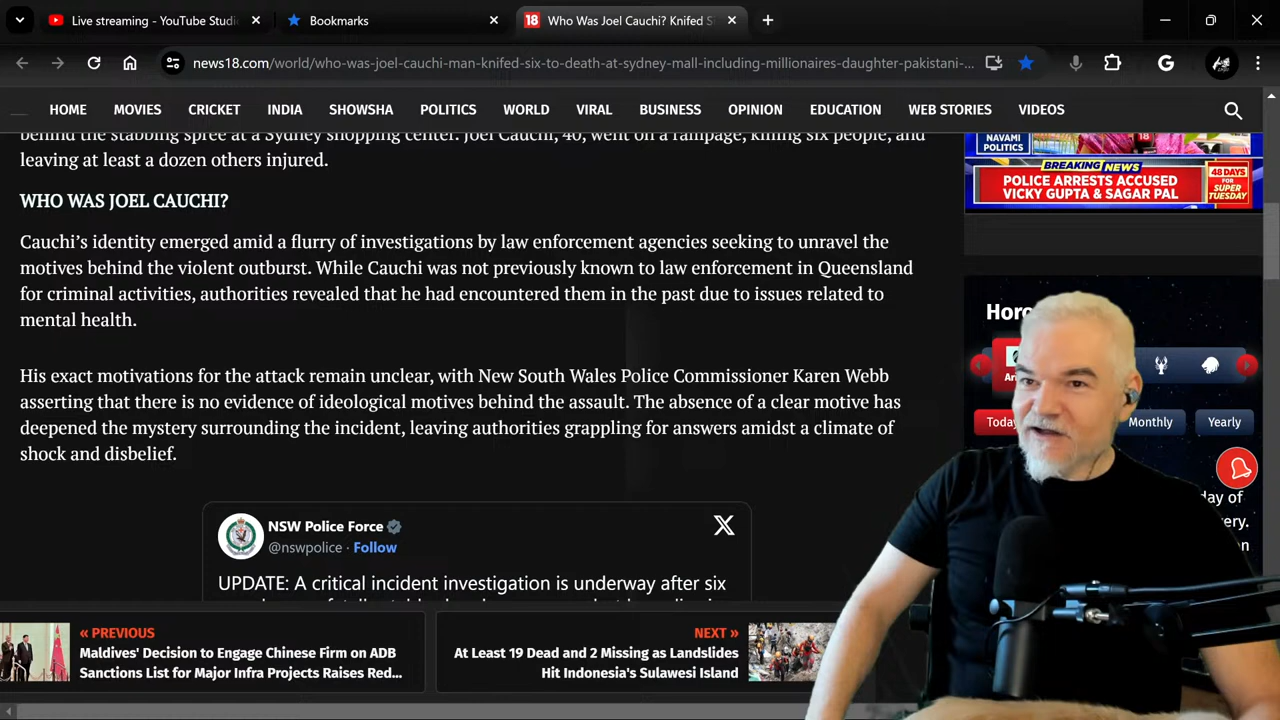 Live streaming - YouTube Studi
Bookmarks
18 Who Was Joel Cauchi? Knifed S
news18.com/world/who-was-joel-cauchi-man-knifed-six-to-death-at-sydney-mall-including-millionaires-daughter-pakistani-...
HOME MOVIES CRICKET INDIA SHOWSHA POLITICS WORLD VIRAL BUSINESS OPINION EDUCATION WEB STORIES VIDEOS
behind the stabbing spree at a Sydney shopping center. Joel Cauchi, 40, went on a rampage, killing six people, and
leaving at least a dozen others injured.
WHO WAS JOEL CAUCHI?
Cauchi’s identity emerged amid a flurry of investigations by law enforcement agencies seeking to unravel the
motives behind the violent outburst. While Cauchi was not previously known to law enforcement in Queensland
for criminal activities, authorities revealed that he had encountered them in the past due to issues related to
mental health.
His exact motivations for the attack remain unclear, with New South Wales Police Commissioner Karen Webb
asserting that there is no evidence of ideological motives behind the assault. The absence of a clear motive has
deepened the mystery surrounding the incident, leaving authorities grappling for answers amidst a climate of
shock and disbelief.
NSW Police Force
@nswpolice · Follow
UPDATE: A critical incident investigation is underway after six
« PREVIOUS
Maldives' Decision to Engage Chinese Firm on ADB
Sanctions List for Major Infra Projects Raises Red...
NEXT »
At Least 19 Dead and 2 Missing as Landslides
Hit Indonesia's Sulawesi Island
NAVAMI
POLITICS
BREAKING NEWS
POLICE ARRESTS ACCUSED
VICKY GUPTA & SAGAR PAL
48 DAYS
FOR
SUPER
TUESDAY
Horo
Ar
Today
Monthly
Yearly
day of
very.
on